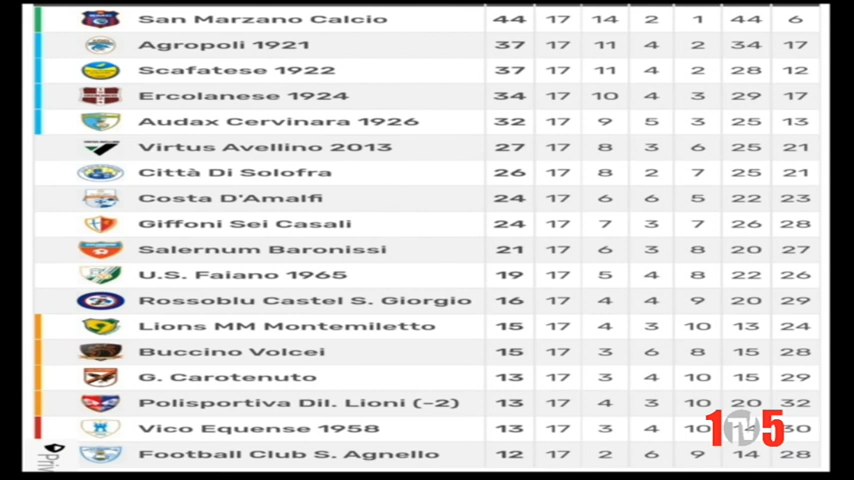 San Marzano Calcio 44 17 14 2 1 44 6
Agropoli 1921 37 17 11 4 2 34 17
Scafatese 1922 37 17 11 4 2 28 12
Ercolanese 1924 34 17 10 4 3 29 17
Audax Cervinara 1926 32 17 9 5 3 25 13
Virtus Avellino 2013 27 17 8 3 6 25 21
Città Di Solofra 26 17 8 2 7 25 21
Costa D'Amalfi 24 17 6 6 5 22 23
Giffoni Sei Casali 24 17 7 3 7 26 28
Salernum Baronissi 21 17 6 3 8 20 27
U.S. Faiano 1965 19 17 5 4 8 22 26
Rossoblu Castel S. Giorgio 16 17 4 4 9 20 29
Lions MM Montemiletto 15 17 4 3 10 13 24
Buccino Volcei 15 17 3 6 8 15 28
G. Carotenuto 13 17 3 4 10 15 29
Polisportiva Dil. Lioni (-2) 13 17 4 3 10 20 32
Vico Equense 1958 13 17 3 4 10 14 30
Football Club S. Agnello 12 17 2 6 9 14 28
Priv
1 TV 5